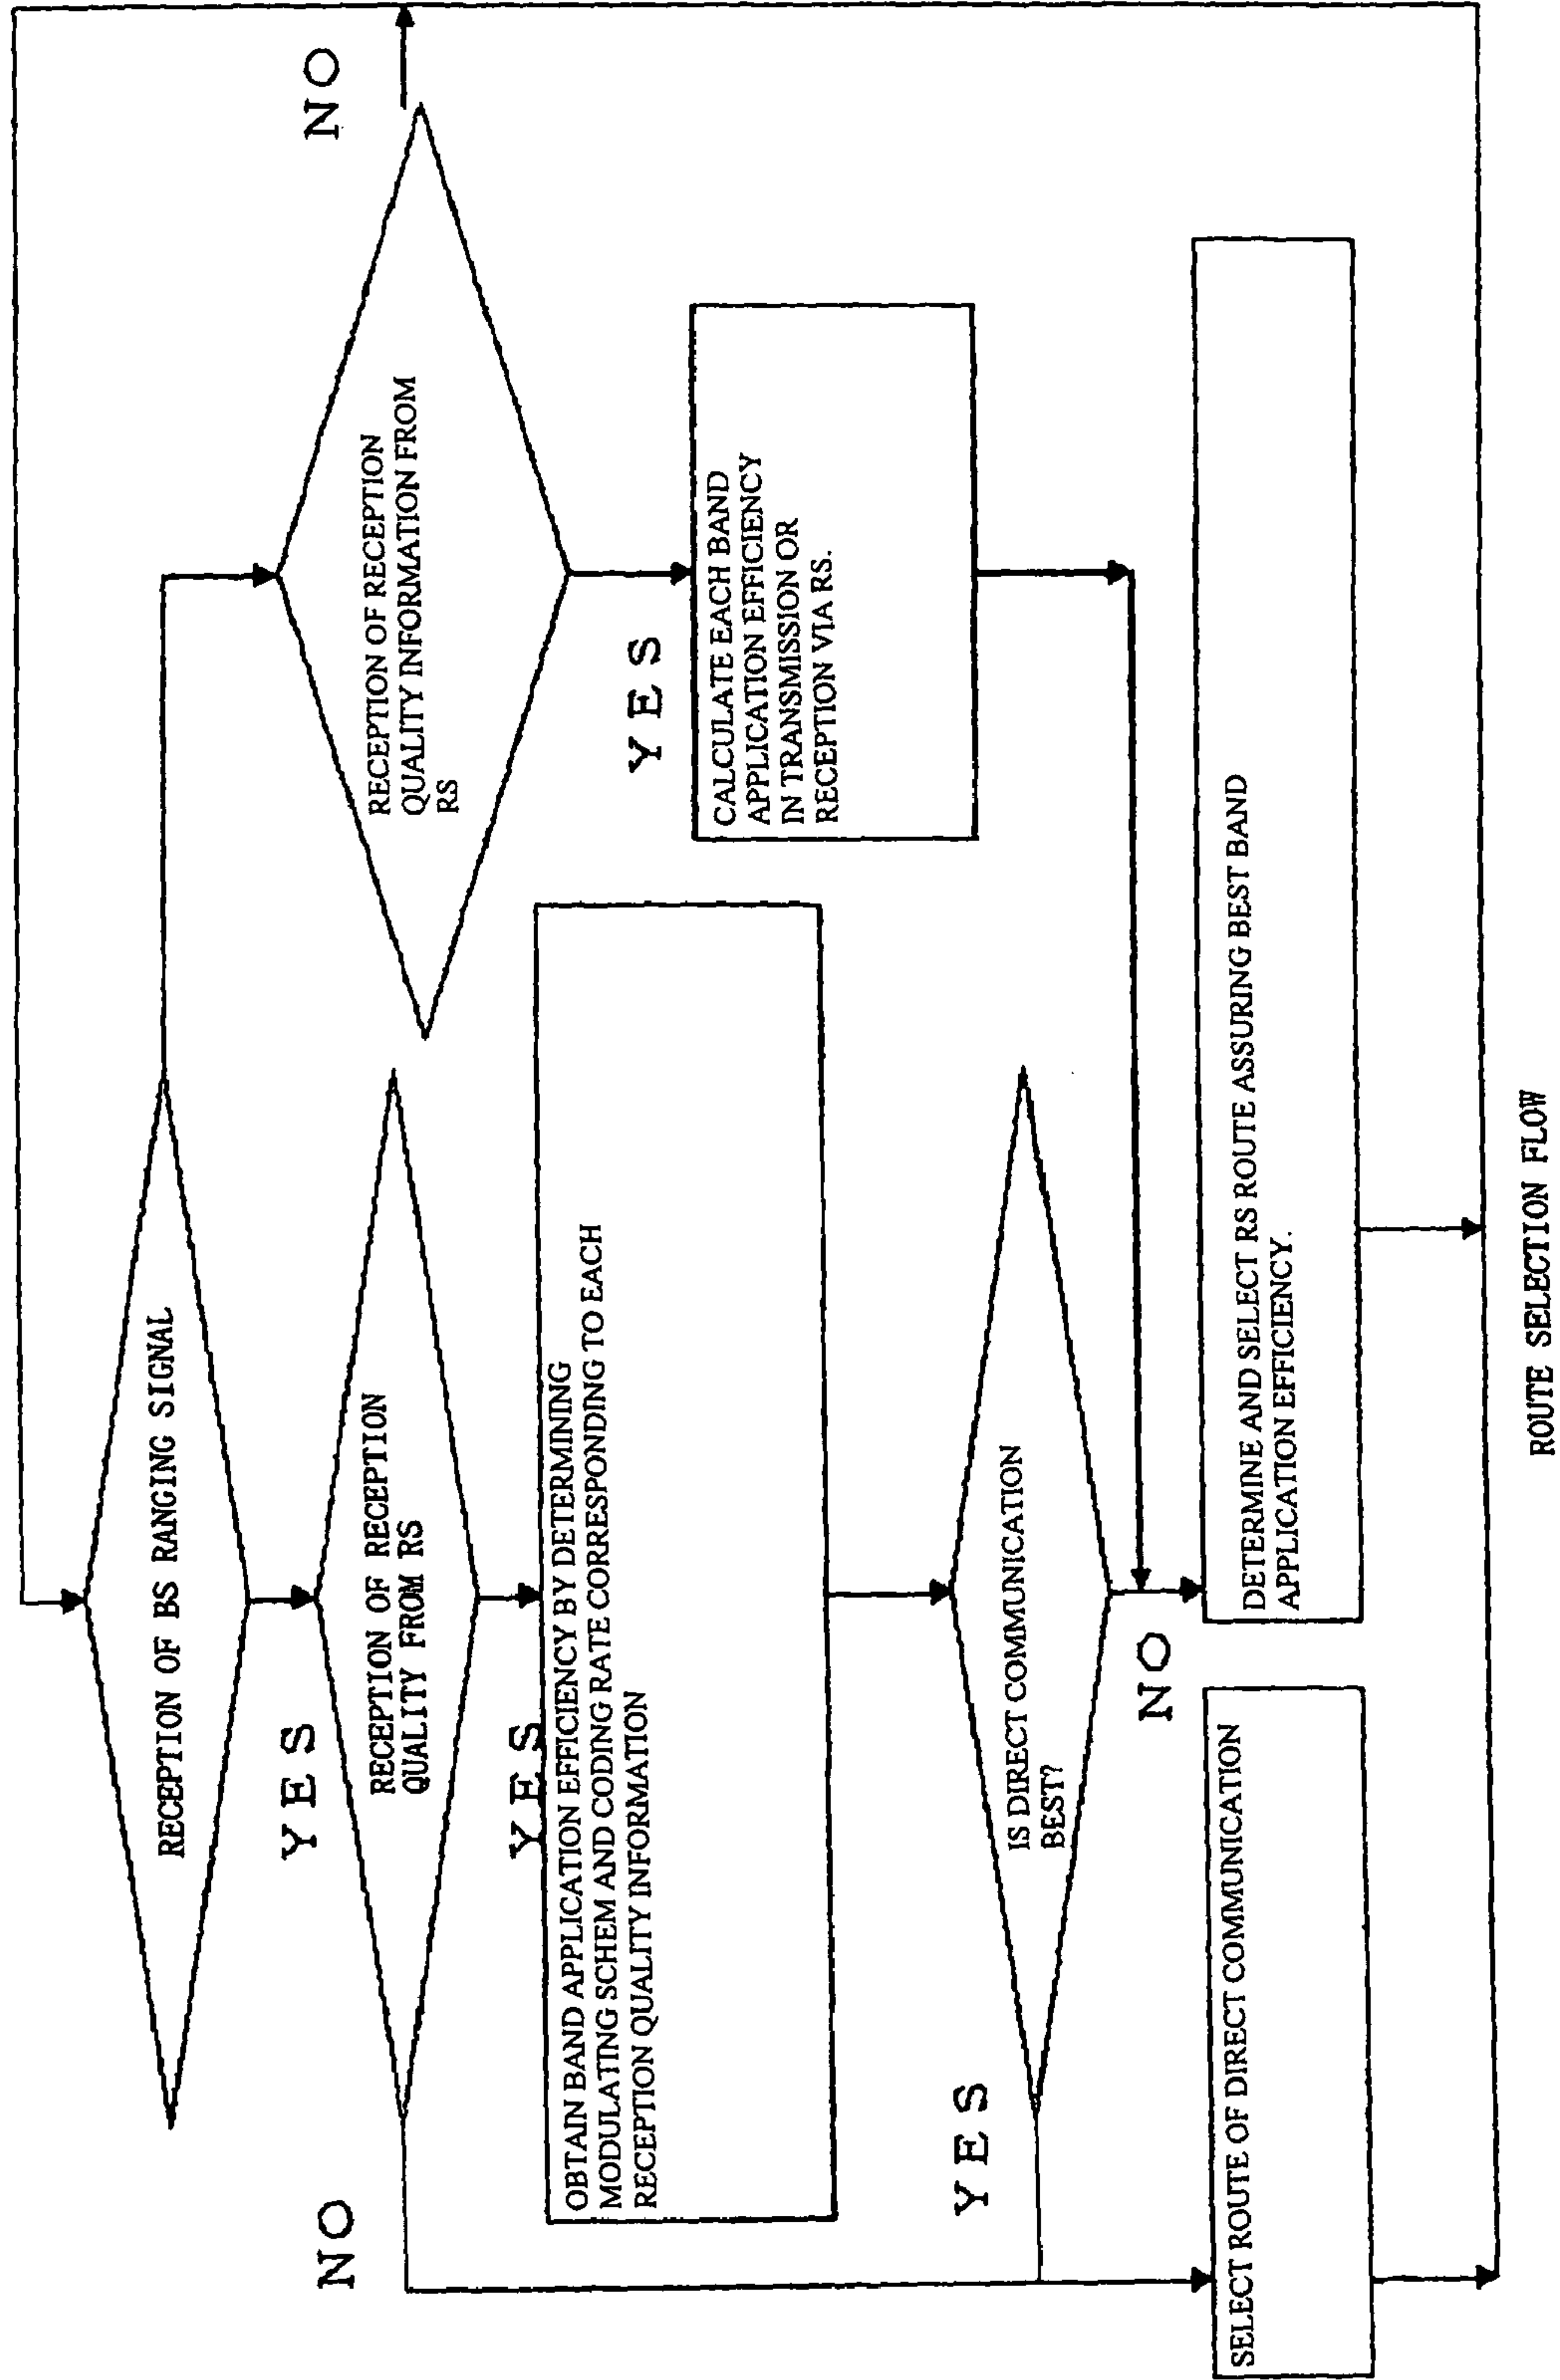 RECEPTION OF BS RANGING SIGNAL
YES
NO
RECEPTION OF RECEPTION
QUALITY FROM RS
RECEPTION OF RECEPTION
QUALITY INFORMATION FROM
RS
NO
YES
OBTAIN BAND APPLICATION EFFICIENCY BY DETERMINING
MODULATING SCHEM AND CODING RATE CORRESPONDING TO EACH
RECEPTION QUALITY INFORMATION
YES
CALCULATE EACH BAND
APPLICATION EFFICIENCY
IN TRANSMISSION OR
RECEPTION VIA RS.
YES
IS DIRECT COMMUNICATION
BEST?
NO
SELECT ROUTE OF DIRECT COMMUNICATION
DETERMINE AND SELECT RS ROUTE ASSURING BEST BAND
APPLICATION EFFICIENCY.
ROUTE SELECTION FLOW